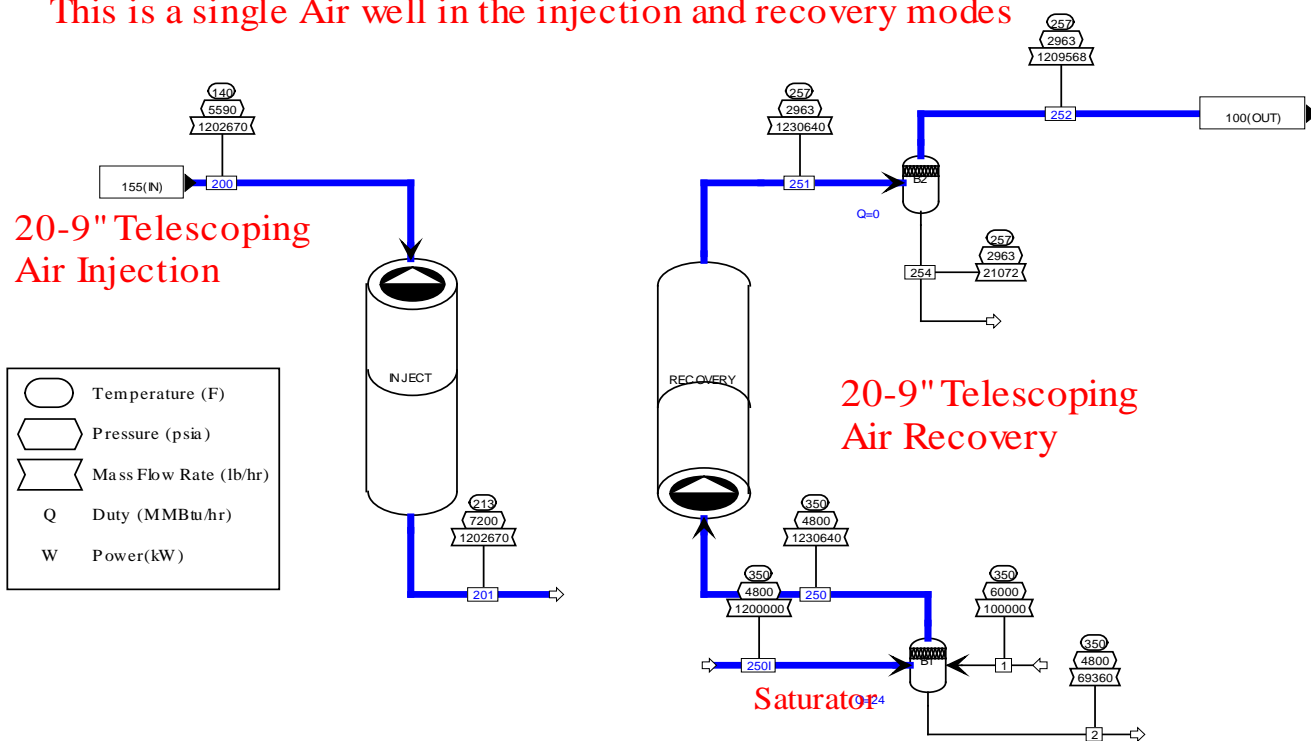 This is a single Air well in the injection and recovery modes
257
2963
1209568
140
5590
1202670
257
2963
1230640
252
100(OUT)
155(IN)
200
251
B2
Q=0
20-9" Telescoping
Air Injection
257
2963
21072
254
INJECT
RECOVERY
Temperature (F)
Pressure (psia)
Mass Flow Rate (lb/hr)
Q Duty (MMBtu/hr)
W Power(kW)
20-9" Telescoping
Air Recovery
213
7200
1202670
350
4800
1230640
350
4800
1200000
350
6000
100000
201
250
350
4800
69360
250I
B1
1
Saturator
Q=24
2